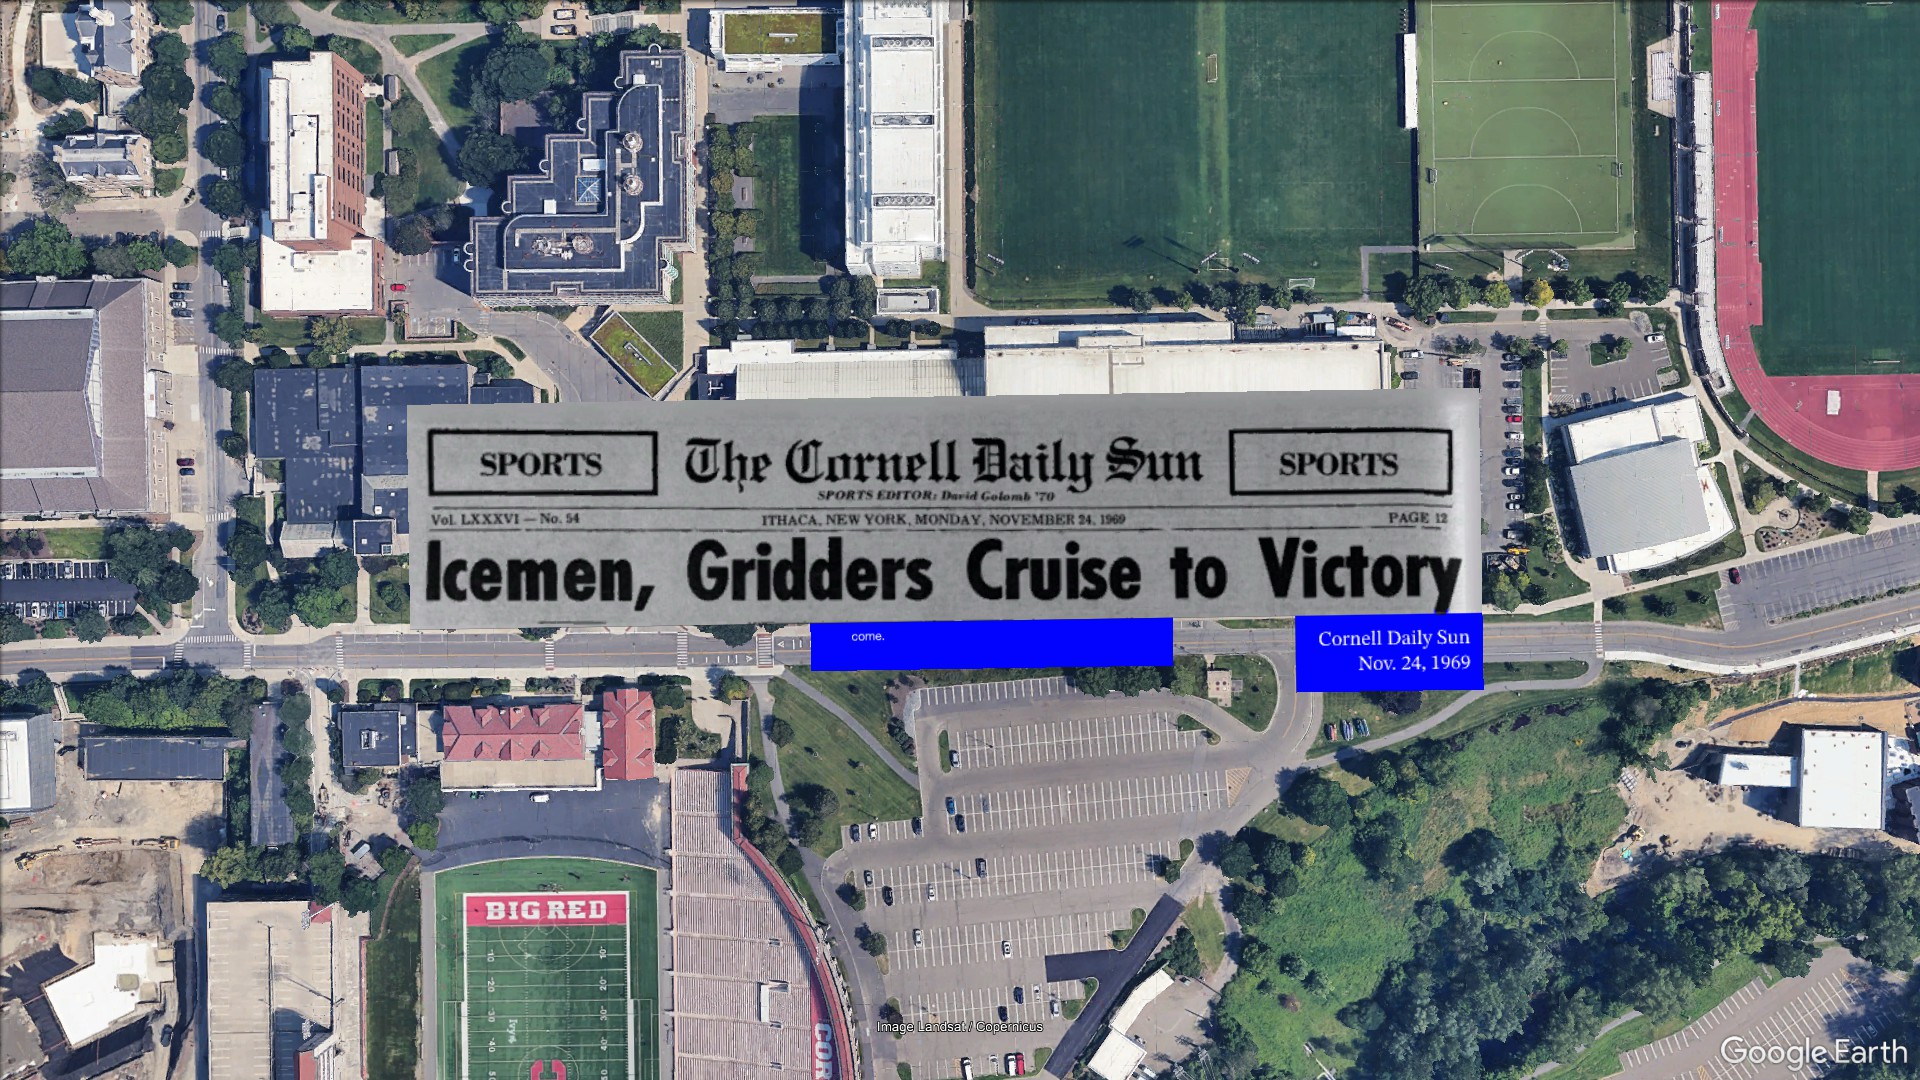 SPORTS
The Cornell Daily Sun
SPORTS
SPORTS EDITOR: David Golomb '70
Vol. LXXXVI — No. 54
ITHACA, NEW YORK, MONDAY, NOVEMBER 24, 1969
PAGE 12
Icemen, Gridders Cruise to Victory
come.
Cornell Daily Sun
Nov. 24, 1969
BIG RED
COR
Image Landsat / Copernicus
Google Earth